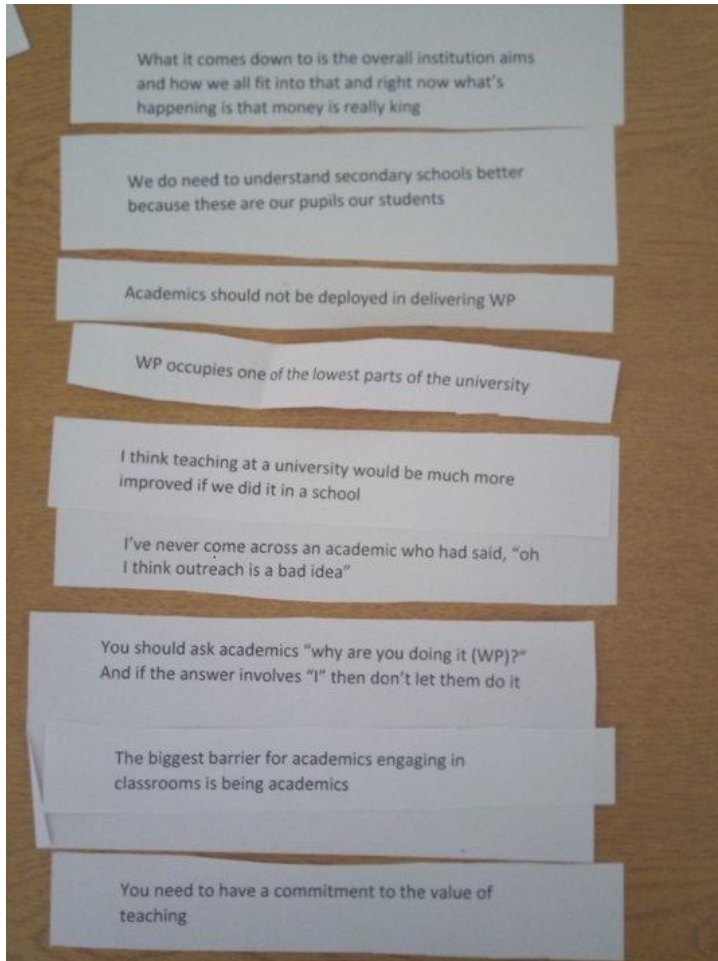 What it comes down to is the overall institution aims
and how we all fit into that and right now what's
happening is that money is really king
We do need to understand secondary schools better
because these are our pupils our students
Academics should not be deployed in delivering WP
WP occupies one of the lowest parts of the university
I think teaching at a university would be much more
improved if we did it in a school
I've never come across an academic who had said, "oh
I think outreach is a bad idea"
You should ask academics "why are you doing it (WP)?"
And if the answer involves "I" then don't let them do it
The biggest barrier for academics engaging in
classrooms is being academics
You need to have a commitment to the value of
teaching